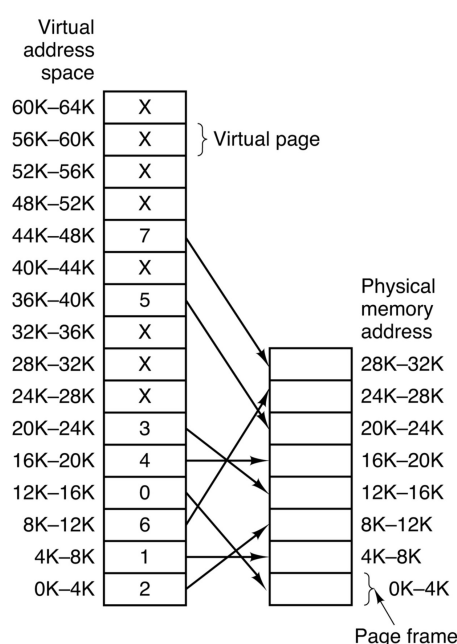 Virtual
address
space
60K–64K X
56K–60K X } Virtual page
52K–56K X
48K–52K X
44K–48K 7
40K–44K X
36K–40K 5
32K–36K X
28K–32K X
24K–28K X
20K–24K 3
16K–20K 4
12K–16K 0
8K–12K 6
4K–8K 1
0K–4K 2
Physical
memory
address
28K–32K
24K–28K
20K–24K
16K–20K
12K–16K
8K–12K
4K–8K
} 0K–4K
Page frame